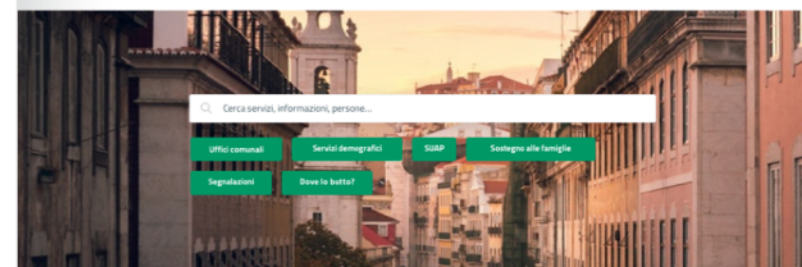 Cerca servizi, informazioni, persone...
Uffici comunali Servizi demografici SUAP Sostegno alle famiglie
Segnalazioni Dove lo butto?